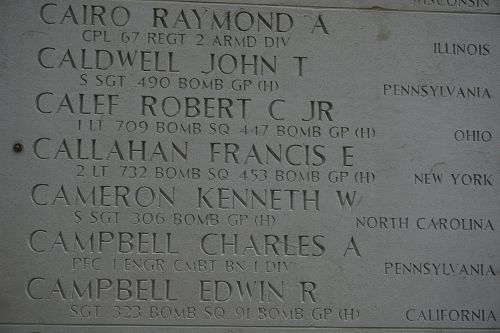 WISCONSIN
CAIRO RAYMOND A
CPL 67 REGT 2 ARMD DIV ILLINOIS
CALDWELL JOHN T
S SGT 490 BOMB GP (H) PENNSYLVANIA
CALEF ROBERT C JR
1 LT 709 BOMB SQ 447 BOMB GP (H) OHIO
CALLAHAN FRANCIS E
2 LT 732 BOMB SQ 453 BOMB GP (H) NEW YORK
CAMERON KENNETH W
S SGT 306 BOMB GP (H) NORTH CAROLINA
CAMPBELL CHARLES A
PFC 1 ENGR CMBT BN 1 DIV PENNSYLVANIA
CAMPBELL EDWIN R
SGT 323 BOMB SQ 91 BOMB GP (H) CALIFORNIA